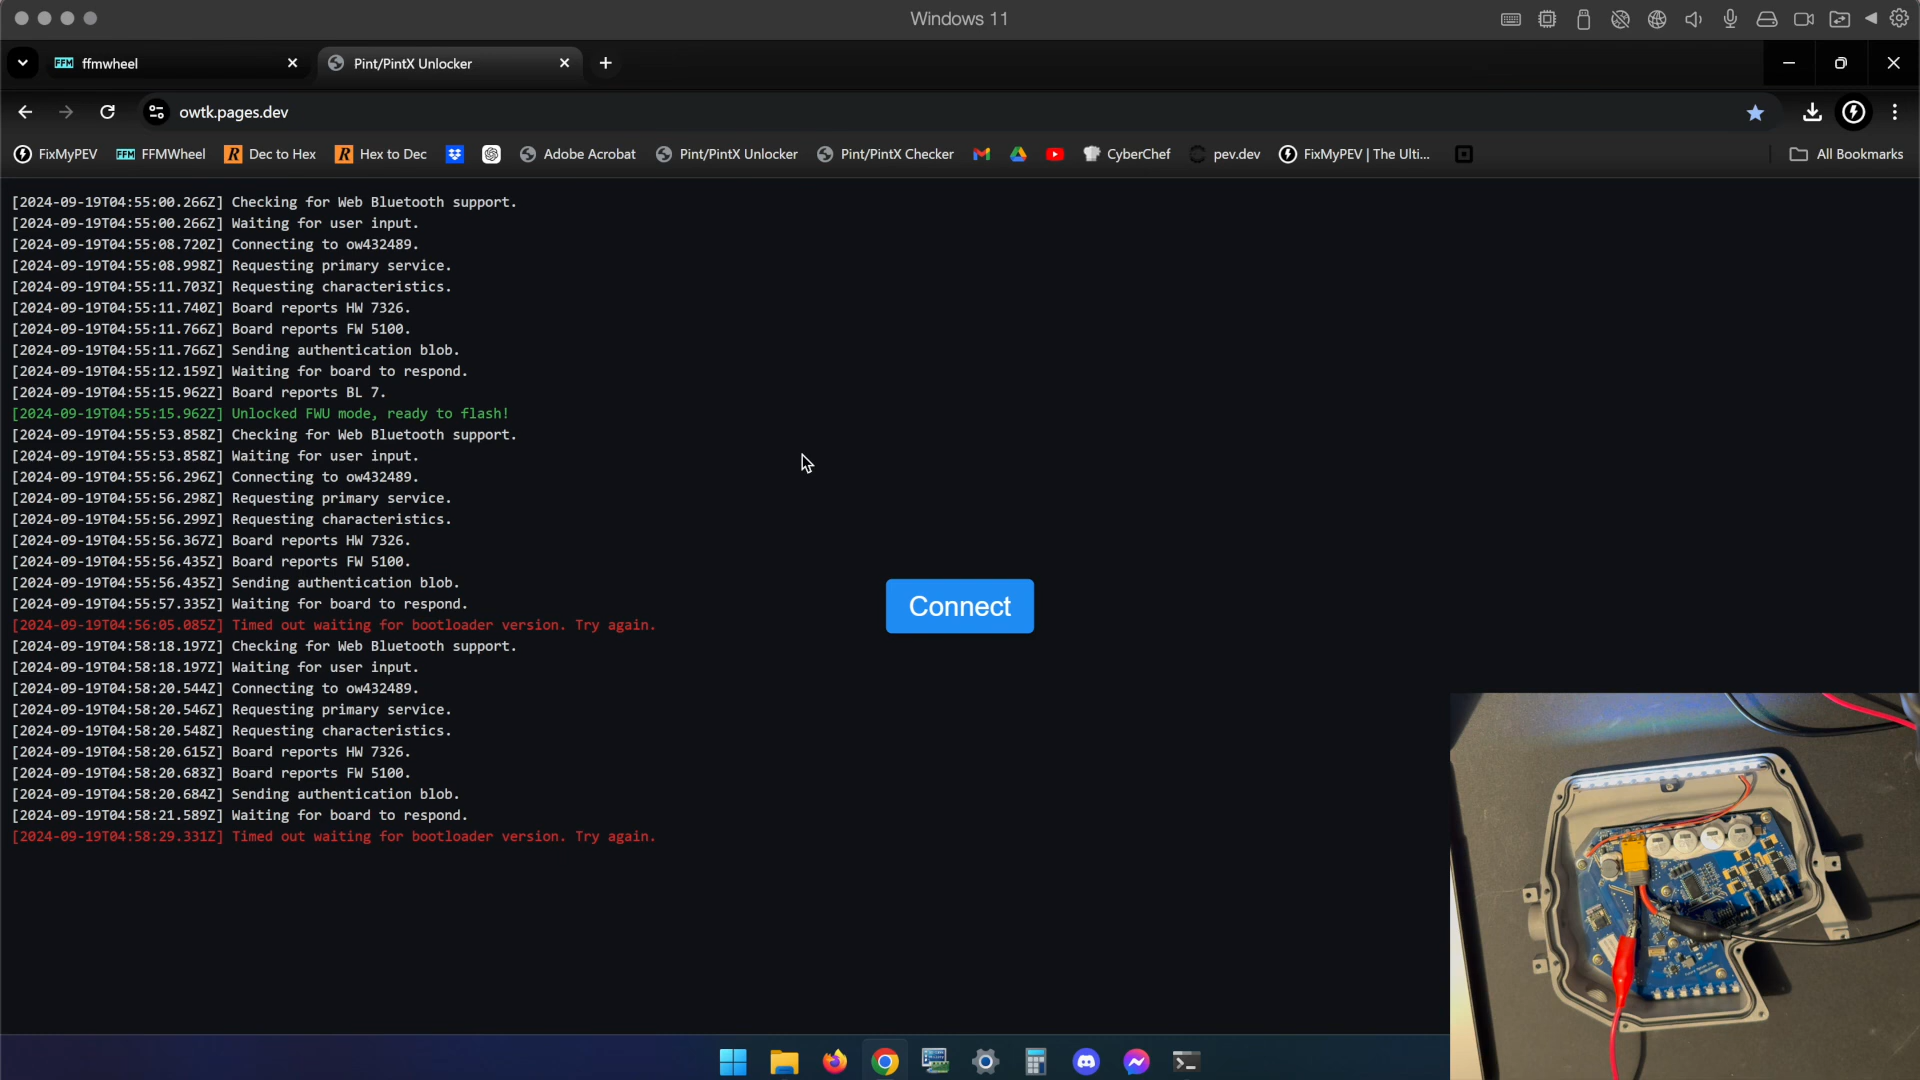 Windows 11
ffmwheel
Pint/PintX Unlocker
owtk.pages.dev
FixMyPEV
FFM FFMWheel
R Dec to Hex
R Hex to Dec
Adobe Acrobat
Pint/PintX Unlocker
Pint/PintX Checker
CyberChef
pev.dev
FixMyPEV | The Ulti...
All Bookmarks
[2024-09-19T04:55:00.266Z] Checking for Web Bluetooth support.
[2024-09-19T04:55:00.266Z] Waiting for user input.
[2024-09-19T04:55:08.720Z] Connecting to ow432489.
[2024-09-19T04:55:08.998Z] Requesting primary service.
[2024-09-19T04:55:11.703Z] Requesting characteristics.
[2024-09-19T04:55:11.740Z] Board reports HW 7326.
[2024-09-19T04:55:11.766Z] Board reports FW 5100.
[2024-09-19T04:55:11.766Z] Sending authentication blob.
[2024-09-19T04:55:12.159Z] Waiting for board to respond.
[2024-09-19T04:55:15.962Z] Board reports BL 7.
[2024-09-19T04:55:15.962Z] Unlocked FWU mode, ready to flash!
[2024-09-19T04:55:53.858Z] Checking for Web Bluetooth support.
[2024-09-19T04:55:53.858Z] Waiting for user input.
[2024-09-19T04:55:56.296Z] Connecting to ow432489.
[2024-09-19T04:55:56.298Z] Requesting primary service.
[2024-09-19T04:55:56.299Z] Requesting characteristics.
[2024-09-19T04:55:56.367Z] Board reports HW 7326.
[2024-09-19T04:55:56.435Z] Board reports FW 5100.
[2024-09-19T04:55:56.435Z] Sending authentication blob.
[2024-09-19T04:55:57.335Z] Waiting for board to respond.
[2024-09-19T04:56:05.085Z] Timed out waiting for bootloader version. Try again.
[2024-09-19T04:58:18.197Z] Checking for Web Bluetooth support.
[2024-09-19T04:58:18.197Z] Waiting for user input.
[2024-09-19T04:58:20.544Z] Connecting to ow432489.
[2024-09-19T04:58:20.546Z] Requesting primary service.
[2024-09-19T04:58:20.548Z] Requesting characteristics.
[2024-09-19T04:58:20.615Z] Board reports HW 7326.
[2024-09-19T04:58:20.683Z] Board reports FW 5100.
[2024-09-19T04:58:20.684Z] Sending authentication blob.
[2024-09-19T04:58:21.589Z] Waiting for board to respond.
[2024-09-19T04:58:29.331Z] Timed out waiting for bootloader version. Try again.
Connect